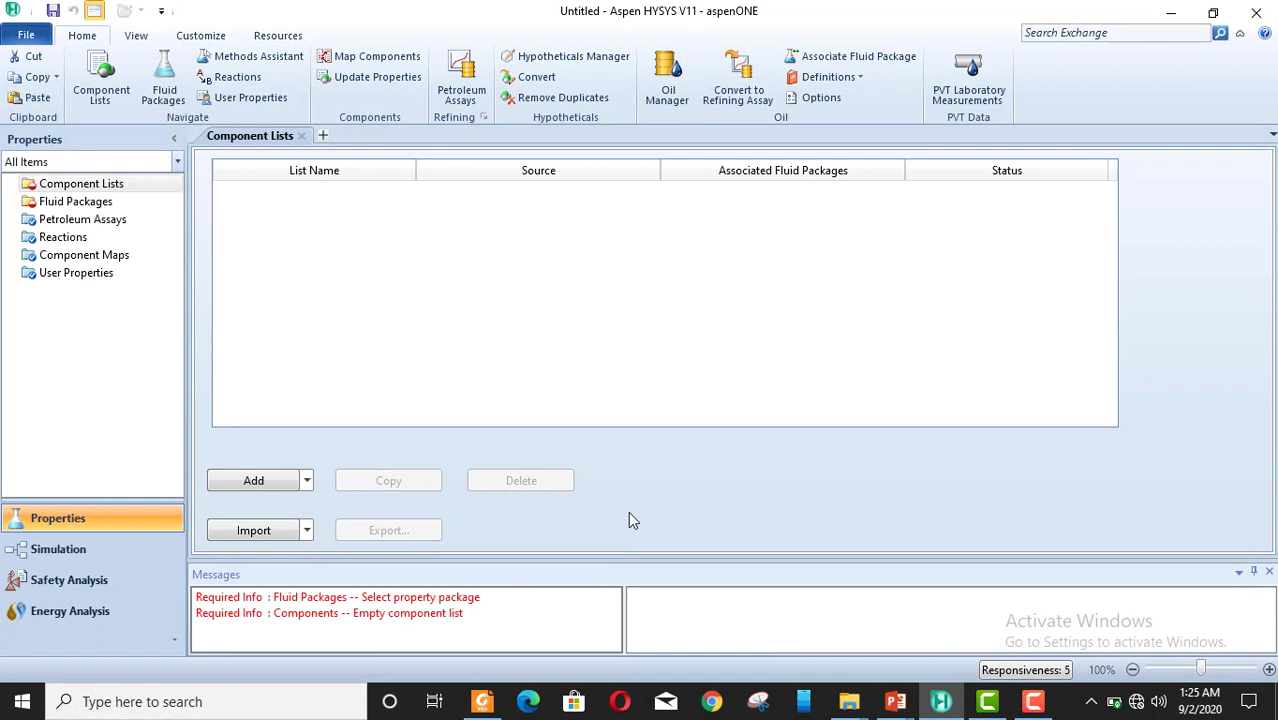 Untitled - Aspen HYSYS V11 - aspenONE
File Home View Customize Resources Search Exchange
Cut
Copy
Paste
Clipboard
Component Lists
Fluid Packages
Methods Assistant
Reactions
User Properties
Navigate
Map Components
Update Properties
Components
Petroleum Assays
Refining
Hypotheticals Manager
Convert
Remove Duplicates
Hypotheticals
Oil Manager
Convert to Refining Assay
Associate Fluid Package
Definitions
Options
Oil
PVT Laboratory Measurements
PVT Data
Properties
All Items
Component Lists
Fluid Packages
Petroleum Assays
Reactions
Component Maps
User Properties
Properties
Simulation
Safety Analysis
Energy Analysis
Component Lists
List Name Source Associated Fluid Packages Status
Add Copy Delete
Import Export...
Messages
Required Info : Fluid Packages -- Select property package
Required Info : Components -- Empty component list
Activate Windows
Go to Settings to activate Windows.
Responsiveness: 5 100%
Type here to search
1:25 AM
9/2/2020